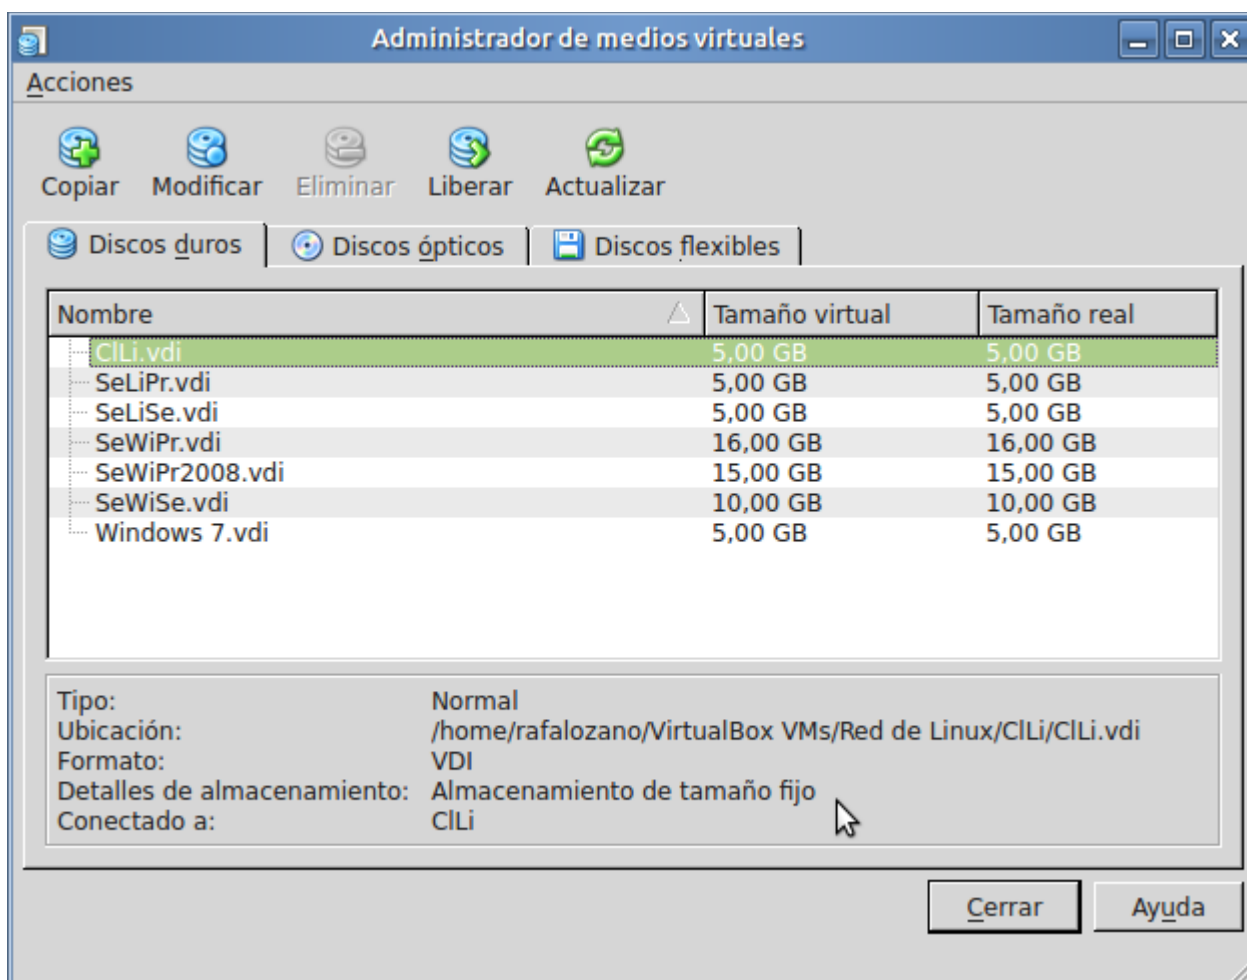 Administrador de medios virtuales
Acciones
Copiar Modificar Eliminar Liberar Actualizar
Discos duros Discos ópticos Discos flexibles
Nombre Tamaño virtual Tamaño real
ClLi.vdi 5,00 GB 5,00 GB
SeLiPr.vdi 5,00 GB 5,00 GB
SeLiSe.vdi 5,00 GB 5,00 GB
SeWiPr.vdi 16,00 GB 16,00 GB
SeWiPr2008.vdi 15,00 GB 15,00 GB
SeWiSe.vdi 10,00 GB 10,00 GB
Windows 7.vdi 5,00 GB 5,00 GB
Tipo: Normal
Ubicación: /home/rafalozano/VirtualBox VMs/Red de Linux/ClLi/ClLi.vdi
Formato: VDI
Detalles de almacenamiento: Almacenamiento de tamaño fijo
Conectado a: ClLi
Cerrar Ayuda